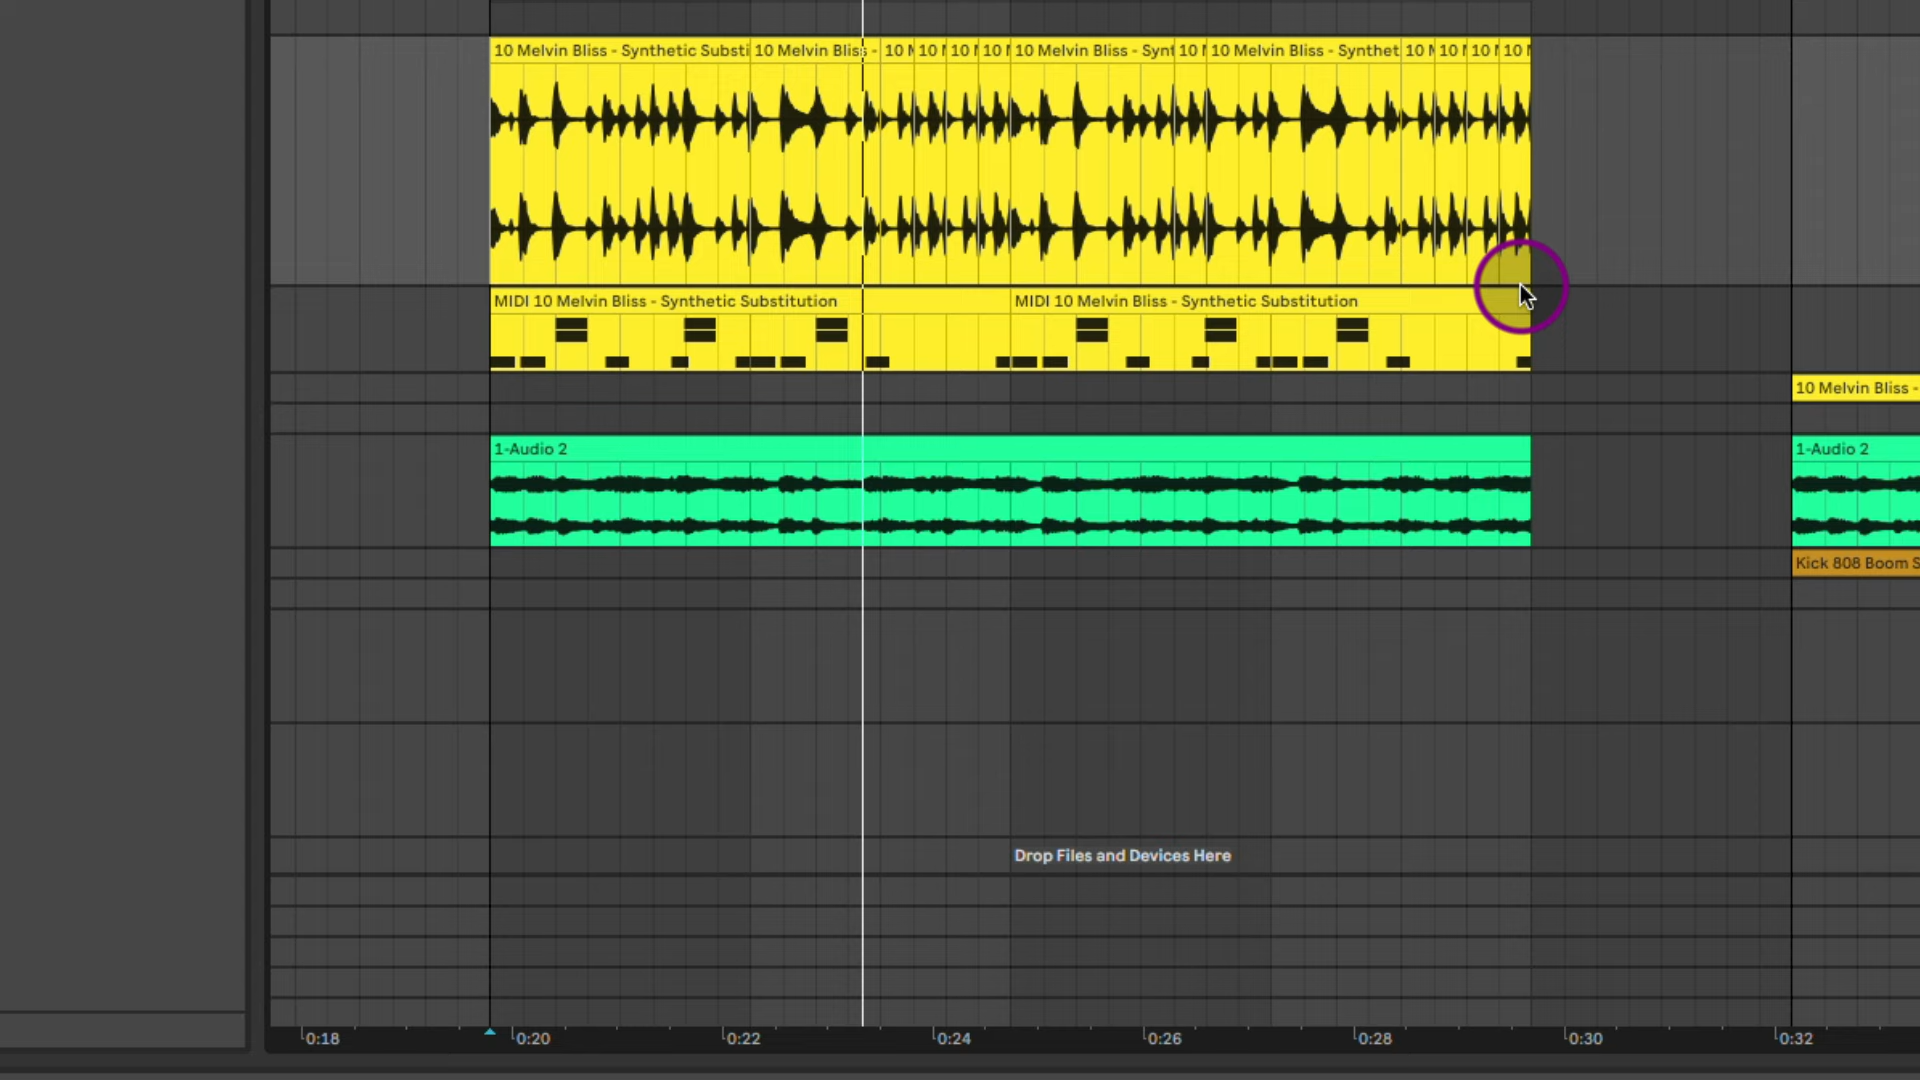 10 Melvin Bliss - Synthetic Substi 10 Melvin Bliss - 10 10 10 10 10 Melvin Bliss - Synt 10 10 Melvin Bliss - Synthet 10 10 10 10
MIDI 10 Melvin Bliss - Synthetic Substitution MIDI 10 Melvin Bliss - Synthetic Substitution
10 Melvin Bliss -
1-Audio 2 1-Audio 2
Kick 808 Boom S
Drop Files and Devices Here
0:18 0:20 0:22 0:24 0:26 0:28 0:30 0:32